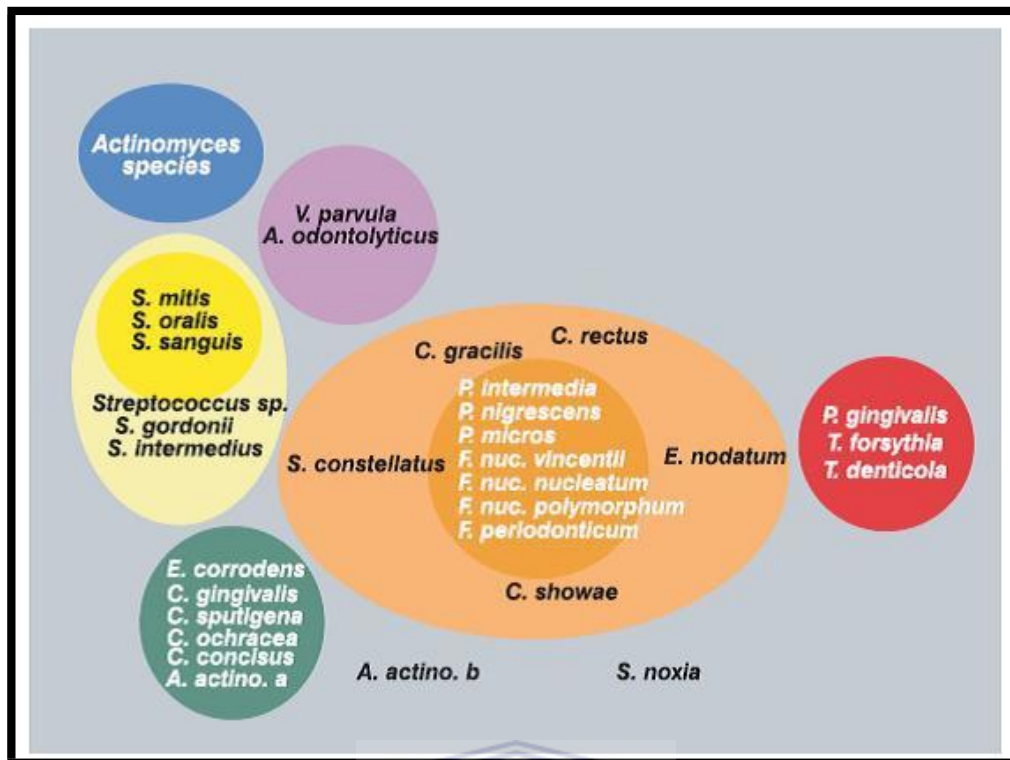 Actinomyces
species
V. parvula
A. odontolyticus
S. mitis
S. oralis
S. sanguis
Streptococcus sp.
S. gordonii
S. intermedius
C. gracilis
C. rectus
P. intermedia
P. nigrescens
P. micros
F. nuc. vincentii
F. nuc. nucleatum
F. nuc. polymorphum
F. periodonticum
S. constellatus
E. nodatum
C. showae
P. gingivalis
T. forsythia
T. denticola
E. corrodens
C. gingivalis
C. sputigena
C. ochracea
C. concisus
A. actino. a
A. actino. b
S. noxia